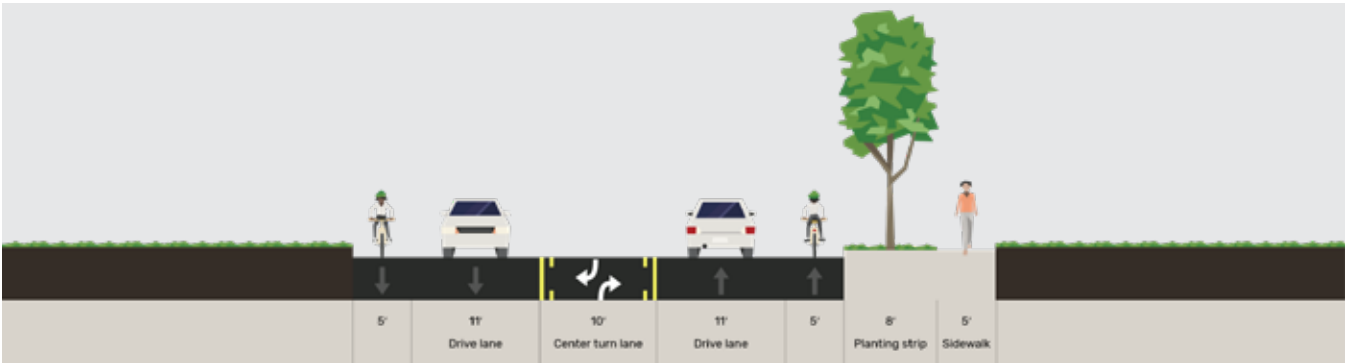 5'
11'
Drive lane
10'
Center turn lane
11'
Drive lane
5'
8'
Planting strip
5'
Sidewalk